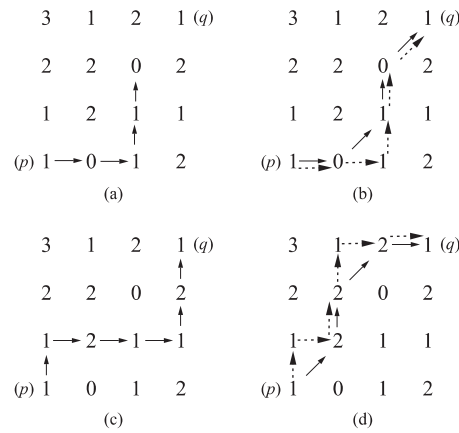 3 1 2 1 (q)
2 2 0 2
1 2 1 1
(p) 1 0 1 2
(a)
3 1 2 1 (q)
2 2 0 2
1 2 1 1
(p) 1 0 1 2
(b)
3 1 2 1 (q)
2 2 0 2
1 2 1 1
(p) 1 0 1 2
(c)
3 1 2 1 (q)
2 2 0 2
1 2 1 1
(p) 1 0 1 2
(d)